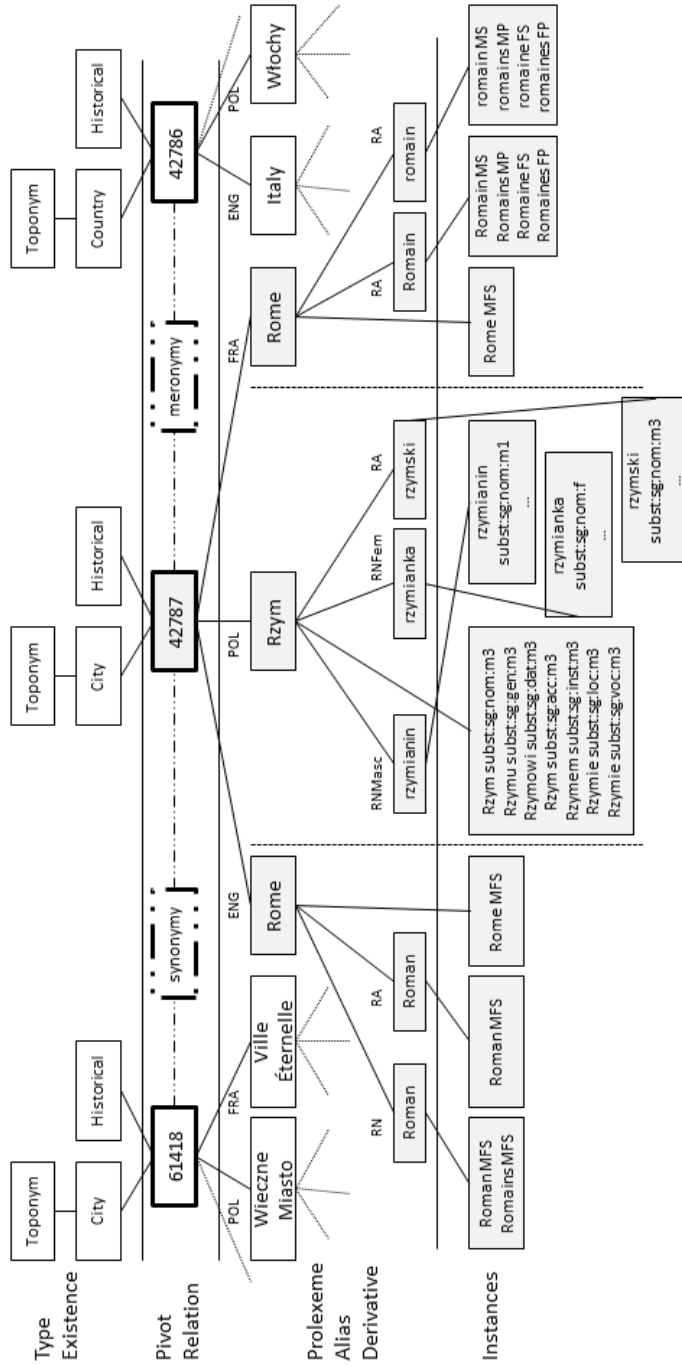 Type
Existence
Toponym
City
Historical
Toponym
City
Historical
Toponym
Country
Historical
Pivot
Relation
61418
synonymy
42787
meronymy
42786
POL
FRA
ENG
POL
FRA
ENG
POL
Prolexeme
Alias
Derivative
Wieczne
Miasto
Ville
Éternelle
Rome
Rzym
Rome
Italy
Włochy
RN
RA
RNMasc
RNFem
RA
RA
RA
Roman
Roman
rzymianin
rzymianka
rzymski
Romain
romain
Instances
Roman MFS
Romains MFS
Roman MFS
Rome MFS
Rzym subst:sg:nom:m3
Rzymu subst:sg:gen:m3
Rzymowi subst:sg:dat:m3
Rzym subst:sg:acc:m3
Rzymem subst:sg:inst:m3
Rzymie subst:sg:loc:m3
Rzymie subst:sg:voc:m3
rzymianin
subst:sg:nom:m1
...
rzymianka
subst:sg:nom:f
...
rzymski
subst:sg:nom:m3
...
Rome MFS
Romain MS
Romains MP
Romaine FS
Romaines FP
romain MS
romains MP
romaine FS
romaines FP